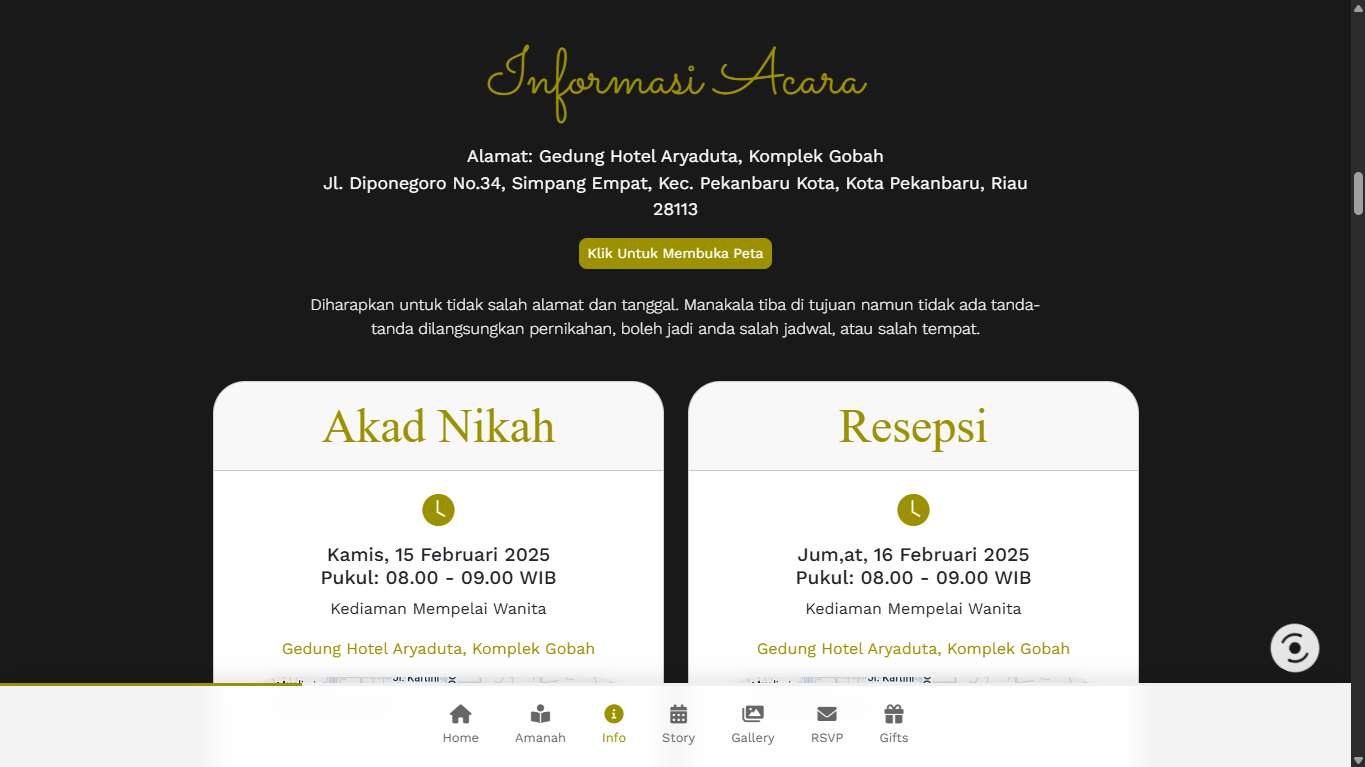 Informasi Acara
Alamat: Gedung Hotel Aryaduta, Komplek Gobah
Jl. Diponegoro No.34, Simpang Empat, Kec. Pekanbaru Kota, Kota Pekanbaru, Riau
28113
Klik Untuk Membuka Peta
Diharapkan untuk tidak salah alamat dan tanggal. Manakala tiba di tujuan namun tidak ada tanda-
tanda dilangsungkan pernikahan, boleh jadi anda salah jadwal, atau salah tempat.
Akad Nikah
Kamis, 15 Februari 2025
Pukul: 08.00 - 09.00 WIB
Kediaman Mempelai Wanita
Gedung Hotel Aryaduta, Komplek Gobah
Jl. Kartini
Resepsi
Jum,at, 16 Februari 2025
Pukul: 08.00 - 09.00 WIB
Kediaman Mempelai Wanita
Gedung Hotel Aryaduta, Komplek Gobah
Jl. Kartini
Home
Amanah
Info
Story
Gallery
RSVP
Gifts